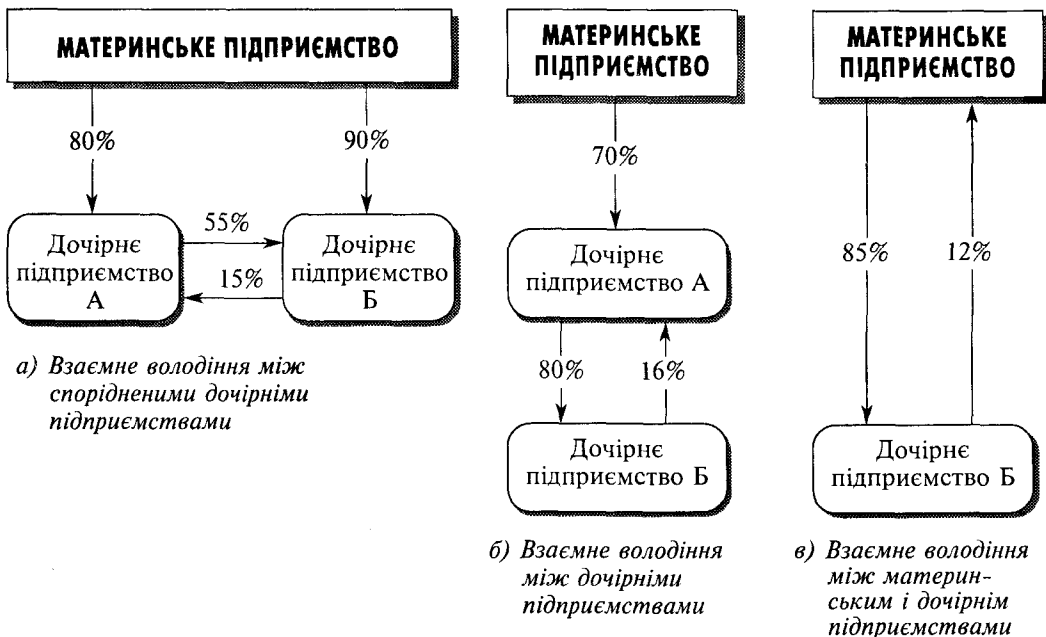 МАТЕРИНСЬКЕ ПІДПРИЄМСТВО
80%
90%
Дочірнє
підприємство
А
55%
15%
Дочірнє
підприємство
Б
а) Взаємне володіння між
спорідненими дочірніми
підприємствами
МАТЕРИНСЬКЕ
ПІДПРИЄМСТВО
70%
Дочірнє
підприємство А
80%
16%
Дочірнє
підприємство Б
б) Взаємне володіння
між дочірніми
підприємствами
МАТЕРИНСЬКЕ
ПІДПРИЄМСТВО
85%
12%
Дочірнє
підприємство Б
в) Взаємне володіння
між материн-
ським і дочірнім
підприємствами